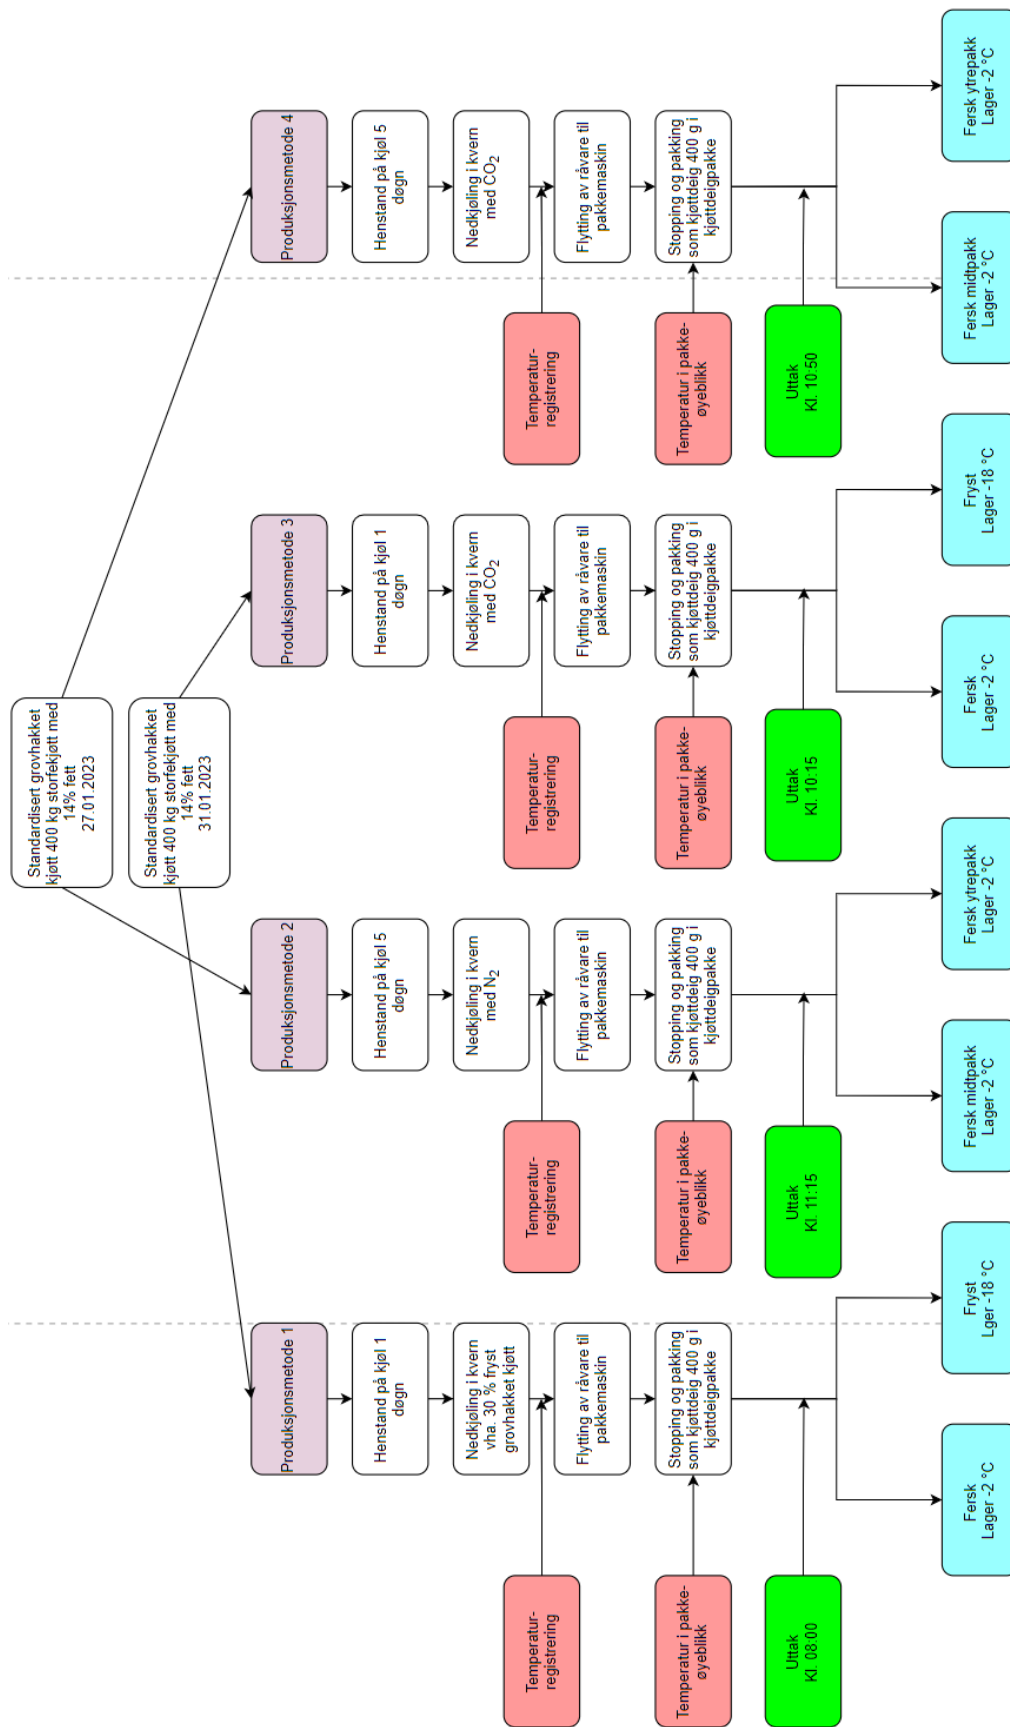 Standardisert grovhakket
kjøtt 400 kg storfekjøtt med
14% fett
27.01.2023
Standardisert grovhakket
kjøtt 400 kg storfekjøtt med
14% fett
31.01.2023
Produksjonsmetode 1
Henstand på kjøl 1
døgn
Nedkjøling i kvern
vha. 30 % fryst
grovhakket kjøtt
Temperatur-
registrering
Flytting av råvare til
pakkemaskin
Temperatur i pakke-
øyeblikk
Stopping og pakking
som kjøttdeig 400 g i
kjøttdeigpakke
Uttak
Kl. 08:00
Fersk
Lager -2 °C
Fryst
Lger -18 °C
Produksjonsmetode 2
Henstand på kjøl 5
døgn
Nedkjøling i kvern
med N2
Temperatur-
registrering
Flytting av råvare til
pakkemaskin
Temperatur i pakke-
øyeblikk
Stopping og pakking
som kjøttdeig 400 g i
kjøttdeigpakke
Uttak
Kl. 11:15
Fersk midtpakk
Lager -2 °C
Fersk ytrepakk
Lager -2 °C
Produksjonsmetode 3
Henstand på kjøl 1
døgn
Nedkjøling i kvern
med CO2
Temperatur-
registrering
Flytting av råvare til
pakkemaskin
Temperatur i pakke-
øyeblikk
Stopping og pakking
som kjøttdeig 400 g i
kjøttdeigpakke
Uttak
Kl. 10:15
Fersk
Lager -2 °C
Fryst
Lager -18 °C
Produksjonsmetode 4
Henstand på kjøl 5
døgn
Nedkjøling i kvern
med CO2
Temperatur-
registrering
Flytting av råvare til
pakkemaskin
Temperatur i pakke-
øyeblikk
Stopping og pakking
som kjøttdeig 400 g i
kjøttdeigpakke
Uttak
Kl. 10:50
Fersk midtpakk
Lager -2 °C
Fersk ytrepakk
Lager -2 °C